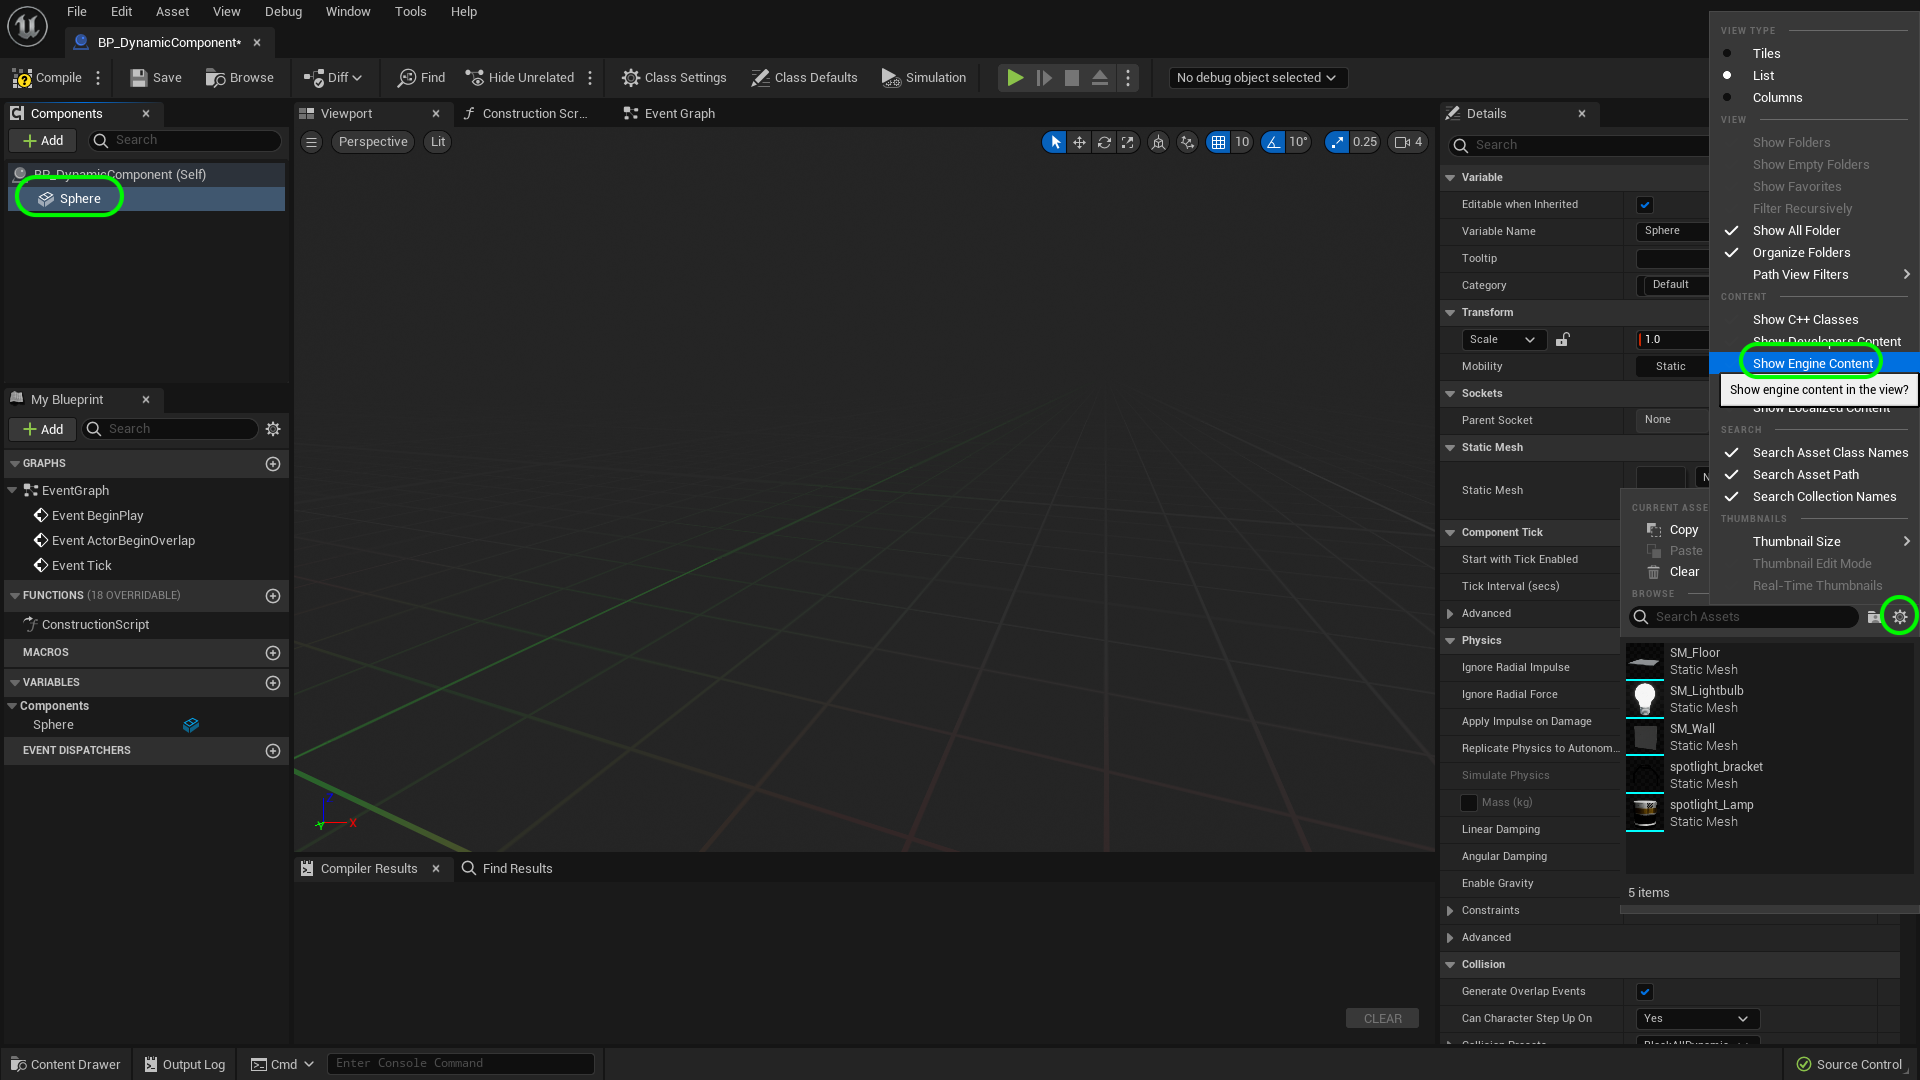 File Edit Asset View Debug Window Tools Help
BP_DynamicComponent*
Compile Save Browse Diff Find Hide Unrelated Class Settings Class Defaults Simulation No debug object selected
Components
Add Search
BP_DynamicComponent (Self)
Sphere
My Blueprint
Add Search
GRAPHS
EventGraph
Event BeginPlay
Event ActorBeginOverlap
Event Tick
FUNCTIONS (18 OVERRIDABLE)
ConstructionScript
MACROS
VARIABLES
Components
Sphere
EVENT DISPATCHERS
Viewport Construction Scr... Event Graph
Perspective Lit 10 10° 0.25 4
X
Y
Compiler Results Find Results
CLEAR
Details
Search
Variable
Editable when Inherited
Variable Name Sphere
Tooltip
Category Default
Transform
Scale 1.0
Mobility Static
Sockets
Parent Socket None
Static Mesh
Static Mesh N
Component Tick
Start with Tick Enabled
Tick Interval (secs)
Advanced
Physics
Ignore Radial Impulse
Ignore Radial Force
Apply Impulse on Damage
Replicate Physics to Autonom...
Simulate Physics
Mass (kg)
Linear Damping
Angular Damping
Enable Gravity
Constraints
Advanced
Collision
Generate Overlap Events
Can Character Step Up On Yes
VIEW TYPE
Tiles
List
Columns
VIEW
Show Folders
Show Empty Folders
Show Favorites
Filter Recursively
Show All Folder
Organize Folders
Path View Filters
CONTENT
Show C++ Classes
Show Developers Content
Show Engine Content
Show engine content in the view?
Show Localized Content
SEARCH
Search Asset Class Names
Search Asset Path
Search Collection Names
THUMBNAILS
Thumbnail Size
Thumbnail Edit Mode
Real-Time Thumbnails
CURRENT ASSE
Copy
Paste
Clear
BROWSE
Search Assets
SM_Floor
Static Mesh
SM_Lightbulb
Static Mesh
SM_Wall
Static Mesh
spotlight_bracket
Static Mesh
spotlight_Lamp
Static Mesh
5 items
Content Drawer Output Log Cmd Enter Console Command Source Control